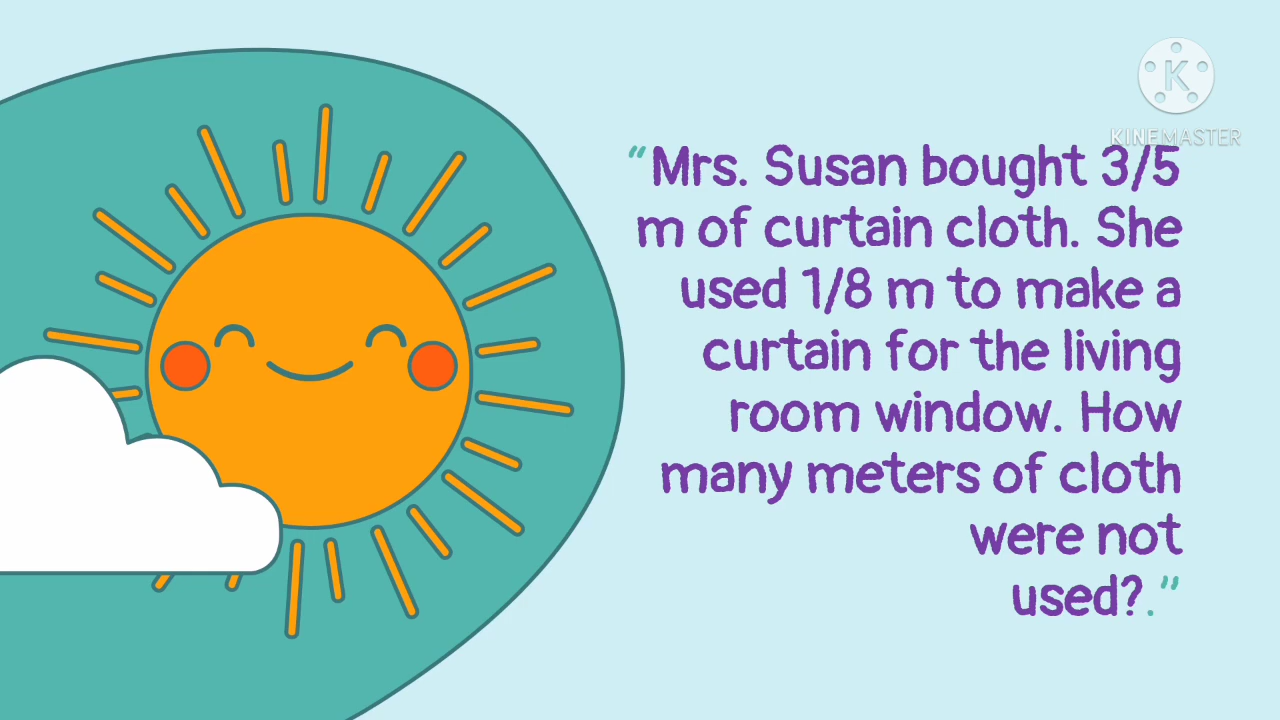 K
KINEMASTER
"Mrs. Susan bought 3/5
m of curtain cloth. She
used 1/8 m to make a
curtain for the living
room window. How
many meters of cloth
were not
used?."